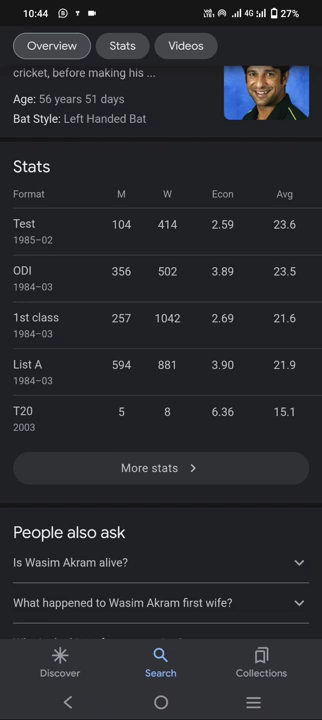 10:44
4G
27%
Overview
Stats
Videos
cricket, before making his ...
Age: 56 years 51 days
Bat Style: Left Handed Bat
Stats
Format M W Econ Avg
Test 104 414 2.59 23.6
1985–02
ODI 356 502 3.89 23.5
1984–03
1st class 257 1042 2.69 21.6
1984–03
List A 594 881 3.90 21.9
1984–03
T20 5 8 6.36 15.1
2003
More stats
People also ask
Is Wasim Akram alive?
What happened to Wasim Akram first wife?
Discover
Search
Collections